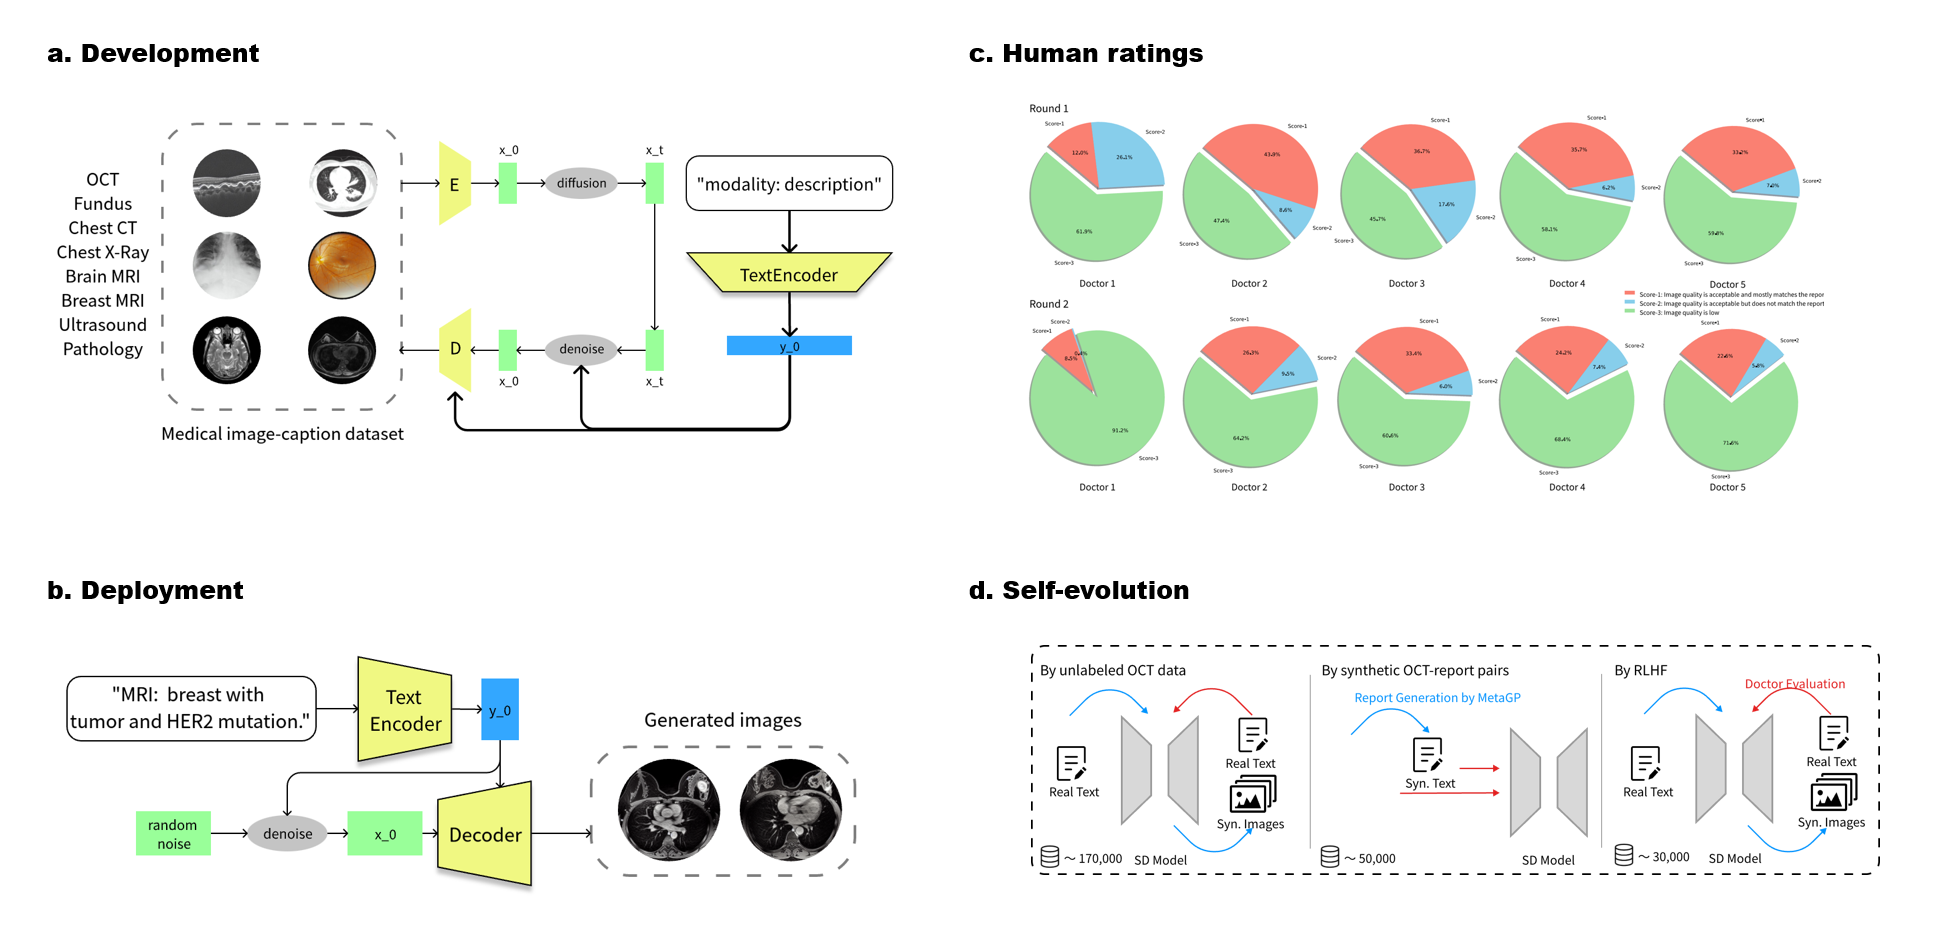 a. Development
OCT
Fundus
Chest CT
Chest X-Ray
Brain MRI
Breast MRI
Ultrasound
Pathology
Medical image-caption dataset
E
x_0
diffusion
x_t
"modality: description"
TextEncoder
y_0
D
x_0
denoise
x_t
b. Deployment
"MRI: breast with
tumor and HER2 mutation."
Text
Encoder
y_0
random
noise
denoise
x_0
Decoder
Generated images
c. Human ratings
Round 1
Score-1
12.0%
Score-2
26.1%
61.9%
Score-3
Doctor 1
Score-1
43.9%
8.6%
Score-2
47.4%
Score-3
Doctor 2
Score-1
36.7%
17.6%
Score-2
45.7%
Score-3
Doctor 3
Score-1
35.7%
6.2%
Score-2
58.1%
Score-3
Doctor 4
Score-1
33.2%
Score-2
59.8%
Score-3
Doctor 5
Score-1: Image quality is acceptable and mostly matches the report
Score-2: Image quality is acceptable but does not match the report
Score-3: Image quality is low
Round 2
Score-2
Score-1
8.5%
91.2%
Score-3
Doctor 1
Score-1
26.3%
9.5%
Score-2
64.2%
Score-3
Doctor 2
Score-1
33.4%
6.0%
Score-2
60.6%
Score-3
Doctor 3
Score-1
24.2%
7.4%
Score-2
68.4%
Score-3
Doctor 4
Score-1
22.6%
5.8%
Score-2
71.6%
Score-3
Doctor 5
d. Self-evolution
By unlabeled OCT data
Real Text
Real Text
Syn. Images
~ 170,000
SD Model
By synthetic OCT-report pairs
Report Generation by MetaGP
Syn. Text
~ 50,000
SD Model
By RLHF
Doctor Evaluation
Real Text
Real Text
Syn. Images
~ 30,000
SD Model